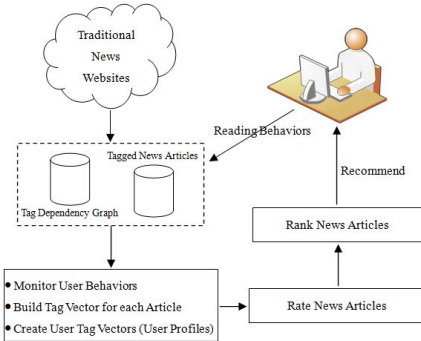 Traditional
News
Websites
Reading Behaviors
Tagged News Articles
Tag Dependency Graph
Recommend
Rank News Articles
• Monitor User Behaviors
• Build Tag Vector for each Article
• Create User Tag Vectors (User Profiles)
Rate News Articles